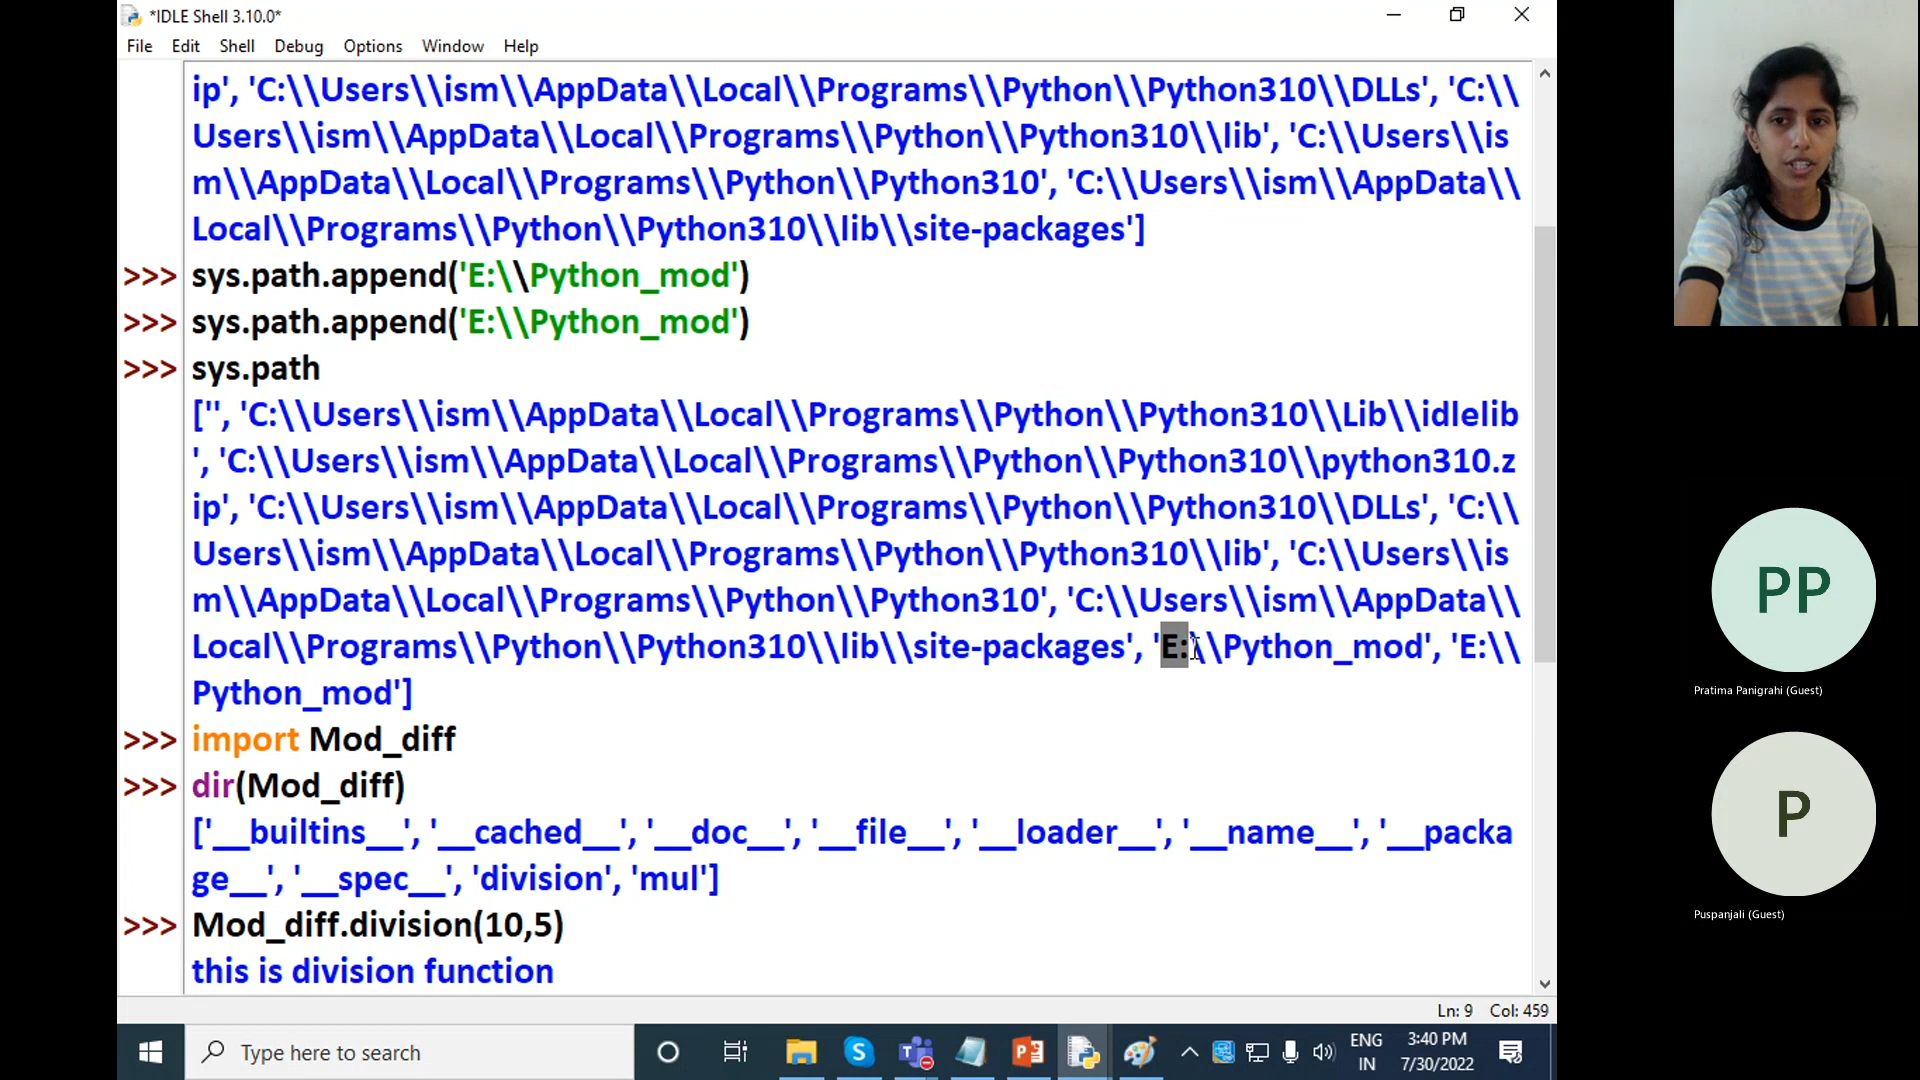 *IDLE Shell 3.10.0*
File Edit Shell Debug Options Window Help
ip', 'C:\\Users\\ism\\AppData\\Local\\Programs\\Python\\Python310\\DLLs', 'C:\\
Users\\ism\\AppData\\Local\\Programs\\Python\\Python310\\lib', 'C:\\Users\\is
m\\AppData\\Local\\Programs\\Python\\Python310', 'C:\\Users\\ism\\AppData\\
Local\\Programs\\Python\\Python310\\lib\\site-packages']
>>> sys.path.append('E:\\Python_mod')
>>> sys.path.append('E:\\Python_mod')
>>> sys.path
['', 'C:\\Users\\ism\\AppData\\Local\\Programs\\Python\\Python310\\Lib\\idlelib
', 'C:\\Users\\ism\\AppData\\Local\\Programs\\Python\\Python310\\python310.z
ip', 'C:\\Users\\ism\\AppData\\Local\\Programs\\Python\\Python310\\DLLs', 'C:\\
Users\\ism\\AppData\\Local\\Programs\\Python\\Python310\\lib', 'C:\\Users\\is
m\\AppData\\Local\\Programs\\Python\\Python310', 'C:\\Users\\ism\\AppData\\
Local\\Programs\\Python\\Python310\\lib\\site-packages', 'E:\\Python_mod', 'E:\\
Python_mod']
>>> import Mod_diff
>>> dir(Mod_diff)
['__builtins__', '__cached__', '__doc__', '__file__', '__loader__', '__name__', '__packa
ge__', '__spec__', 'division', 'mul']
>>> Mod_diff.division(10,5)
this is division function
Ln: 9 Col: 459
Type here to search
ENG
IN
3:40 PM
7/30/2022
PP
Pratima Panigrahi (Guest)
P
Puspanjali (Guest)